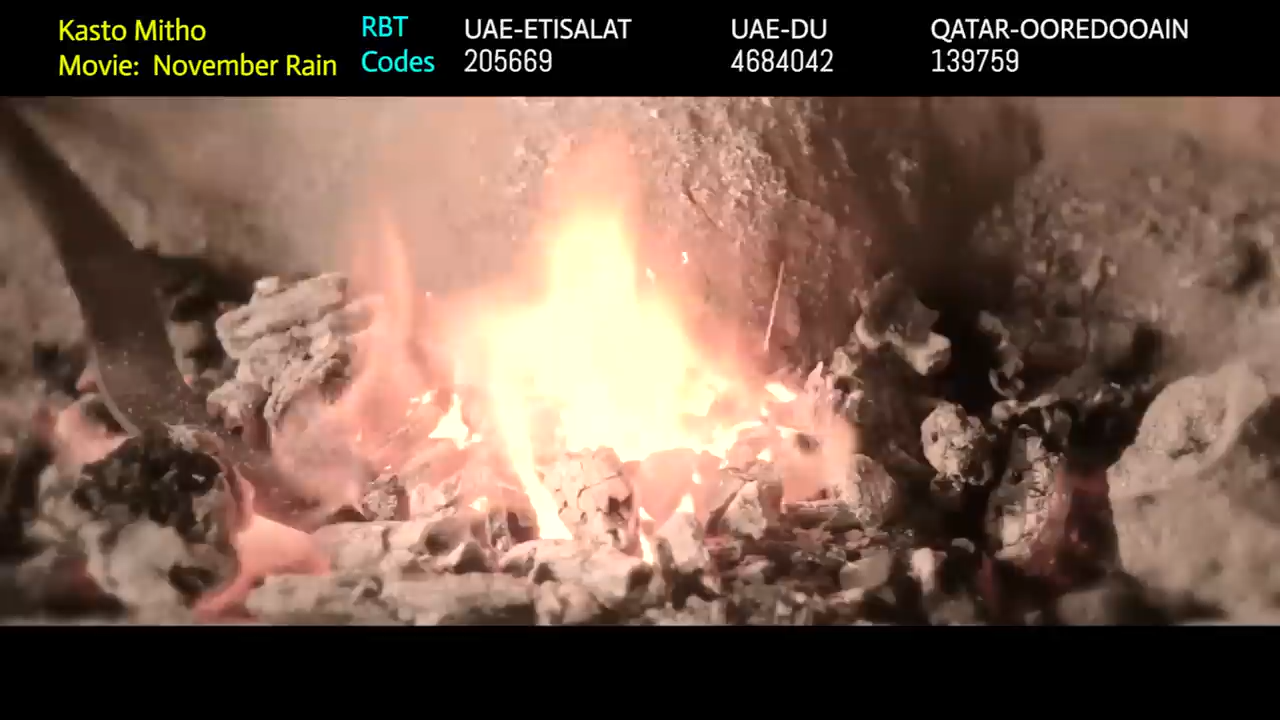 Kasto Mitho
Movie:  November Rain
RBT
Codes
UAE-ETISALAT
205669
UAE-DU
4684042
QATAR-OOREDOOAIN
139759